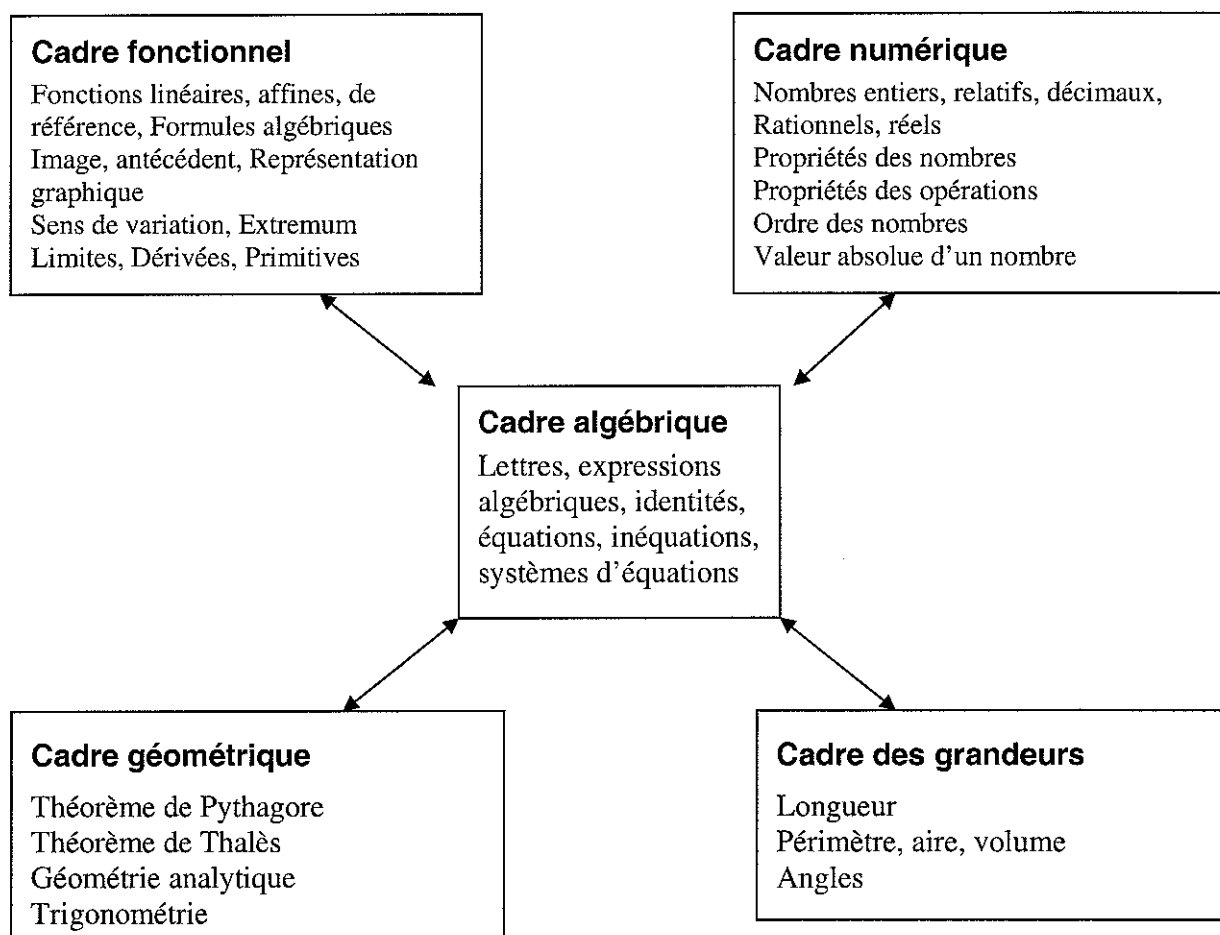 Cadre fonctionnel
Fonctions linéaires, affines, de
référence, Formules algébriques
Image, antécédent, Représentation
graphique
Sens de variation, Extremum
Limites, Dérivées, Primitives
Cadre numérique
Nombres entiers, relatifs, décimaux,
Rationnels, réels
Propriétés des nombres
Propriétés des opérations
Ordre des nombres
Valeur absolue d'un nombre
Cadre algébrique
Lettres, expressions
algébriques, identités,
équations, inéquations,
systèmes d'équations
Cadre géométrique
Théorème de Pythagore
Théorème de Thalès
Géométrie analytique
Trigonométrie
Cadre des grandeurs
Longueur
Périmètre, aire, volume
Angles